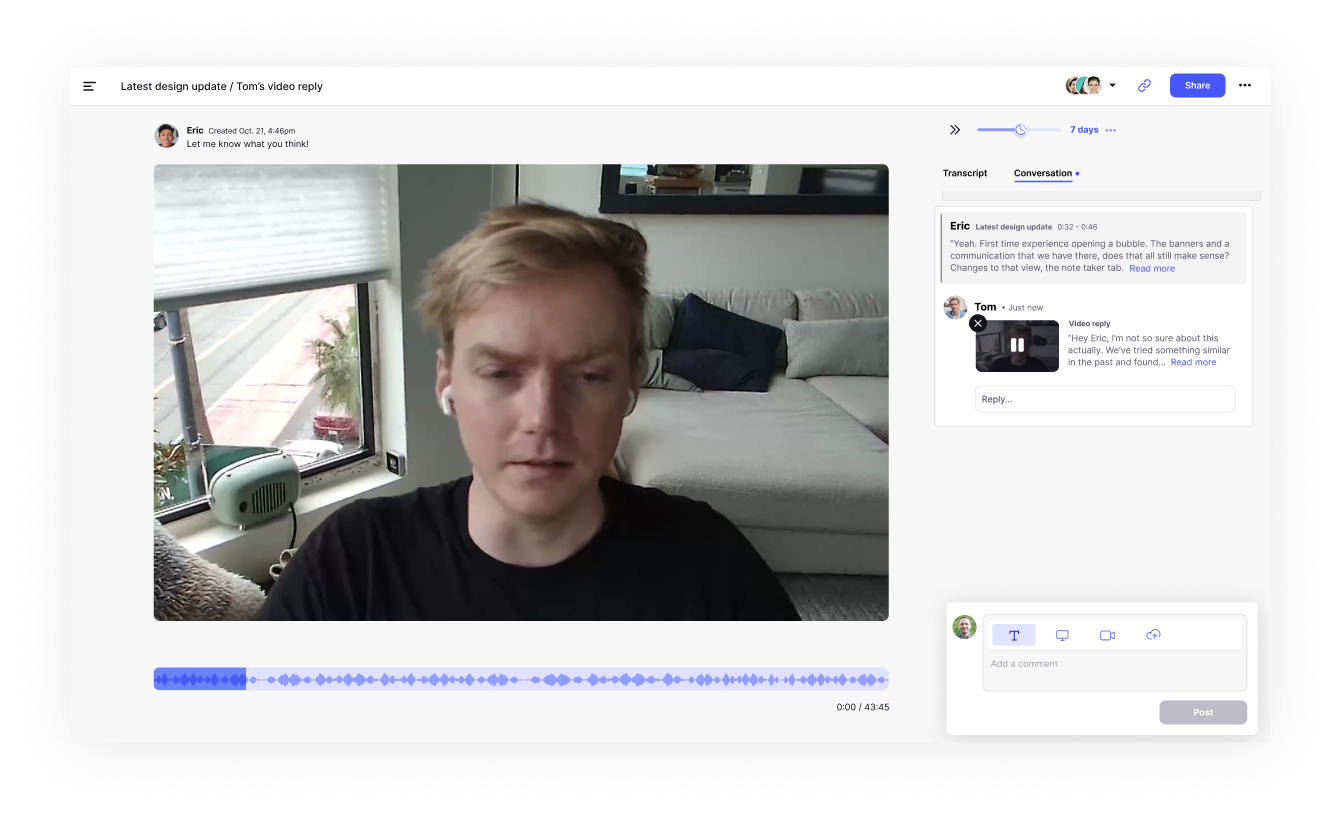 Latest design update / Tom's video reply
Share
Eric Created Oct. 21, 4:46pm
Let me know what you think!
7 days
Transcript
Conversation
Eric Latest design update 0:32 - 0:46
"Yeah. First time experience opening a bubble. The banners and a
communication that we have there, does that all still make sense?
Changes to that view, the note taker tab. Read more
Tom • Just now
Video reply
"Hey Eric, I'm not so sure about this
actually. We've tried something similar
in the past and found... Read more
Reply...
T
Add a comment
Post
0:00 / 43:45